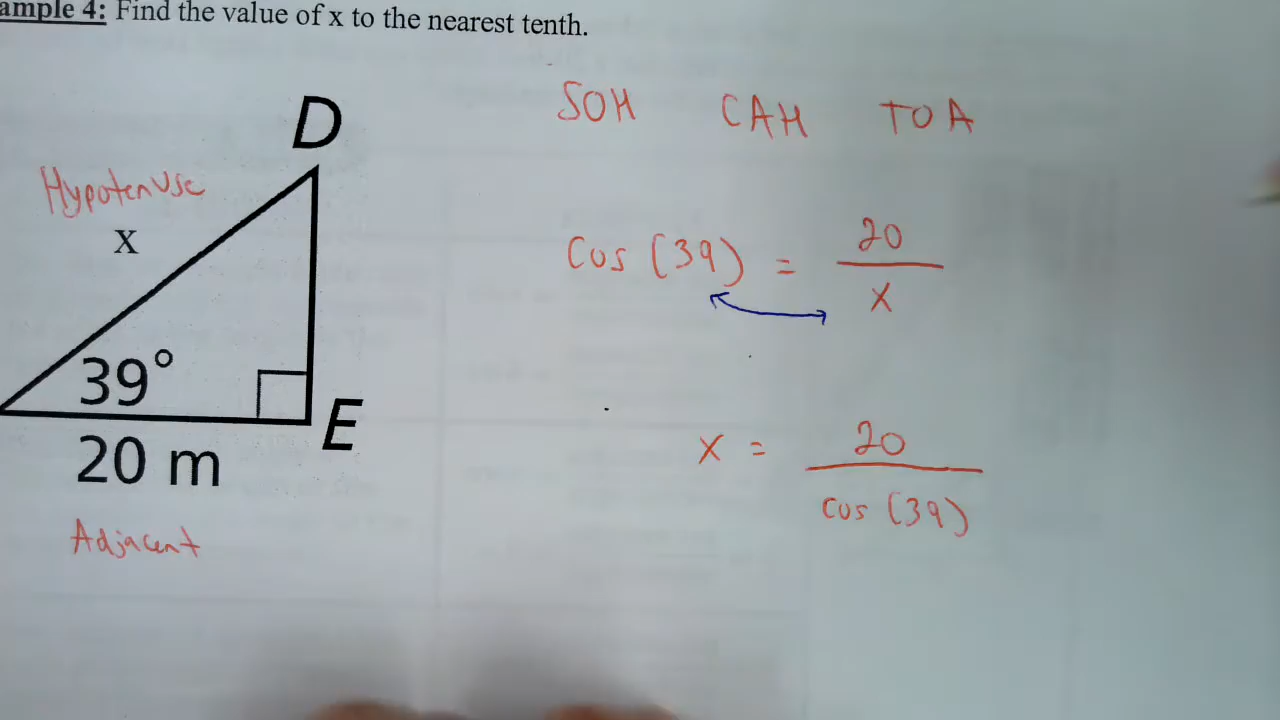 ample 4: Find the value of x to the nearest tenth.
SOH CAH TOA
D
Hypotenuse
x
Cos (39) = 20 / x
39°
E
20 m
x = 20 / cos (39)
Adjacent